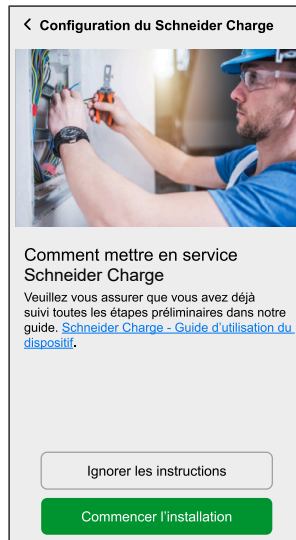 Configuration du Schneider Charge
Comment mettre en service
Schneider Charge
Veuillez vous assurer que vous avez déjà
suivi toutes les étapes préliminaires dans notre
guide. Schneider Charge - Guide d'utilisation du
dispositif.
Ignorer les instructions
Commencer l'installation